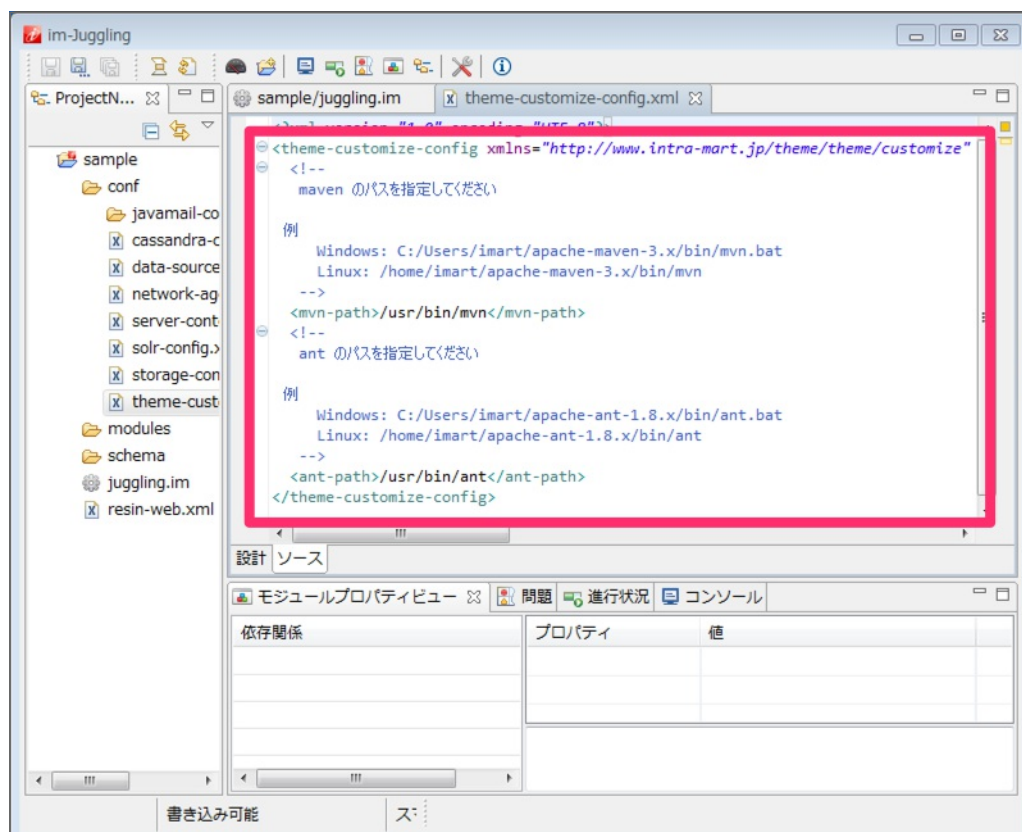 im-Juggling
ProjectN...
sample/juggling.im
theme-customize-config.xml
sample
conf
javamail-co
cassandra-c
data-source
network-ag
server-cont
solr-config.x
storage-con
theme-cust
modules
schema
juggling.im
resin-web.xml
<?xml version="1.0" encoding="UTF-8"?>
<theme-customize-config xmlns="http://www.intra-mart.jp/theme/theme/customize"
<!--
maven のパスを指定してください
例
Windows: C:/Users/imart/apache-maven-3.x/bin/mvn.bat
Linux: /home/imart/apache-maven-3.x/bin/mvn
-->
<mvn-path>/usr/bin/mvn</mvn-path>
<!--
ant のパスを指定してください
例
Windows: C:/Users/imart/apache-ant-1.8.x/bin/ant.bat
Linux: /home/imart/apache-ant-1.8.x/bin/ant
-->
<ant-path>/usr/bin/ant</ant-path>
</theme-customize-config>
設計 ソース
モジュールプロパティビュー 問題 進行状況 コンソール
依存関係 プロパティ 値
書き込み可能